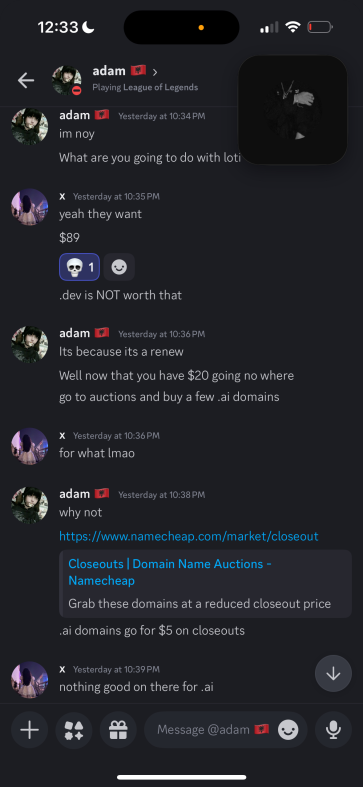 12:33
adam
Playing League of Legends
adam Yesterday at 10:34 PM
im noy
What are you going to do with loti
x Yesterday at 10:35 PM
yeah they want
$89
1
.dev is NOT worth that
adam Yesterday at 10:36 PM
Its because its a renew
Well now that you have $20 going no where
go to auctions and buy a few .ai domains
x Yesterday at 10:36 PM
for what lmao
adam Yesterday at 10:38 PM
why not
https://www.namecheap.com/market/closeout
Closeouts | Domain Name Auctions -
Namecheap
Grab these domains at a reduced closeout price
.ai domains go for $5 on closeouts
x Yesterday at 10:39 PM
nothing good on there for .ai
Message @adam